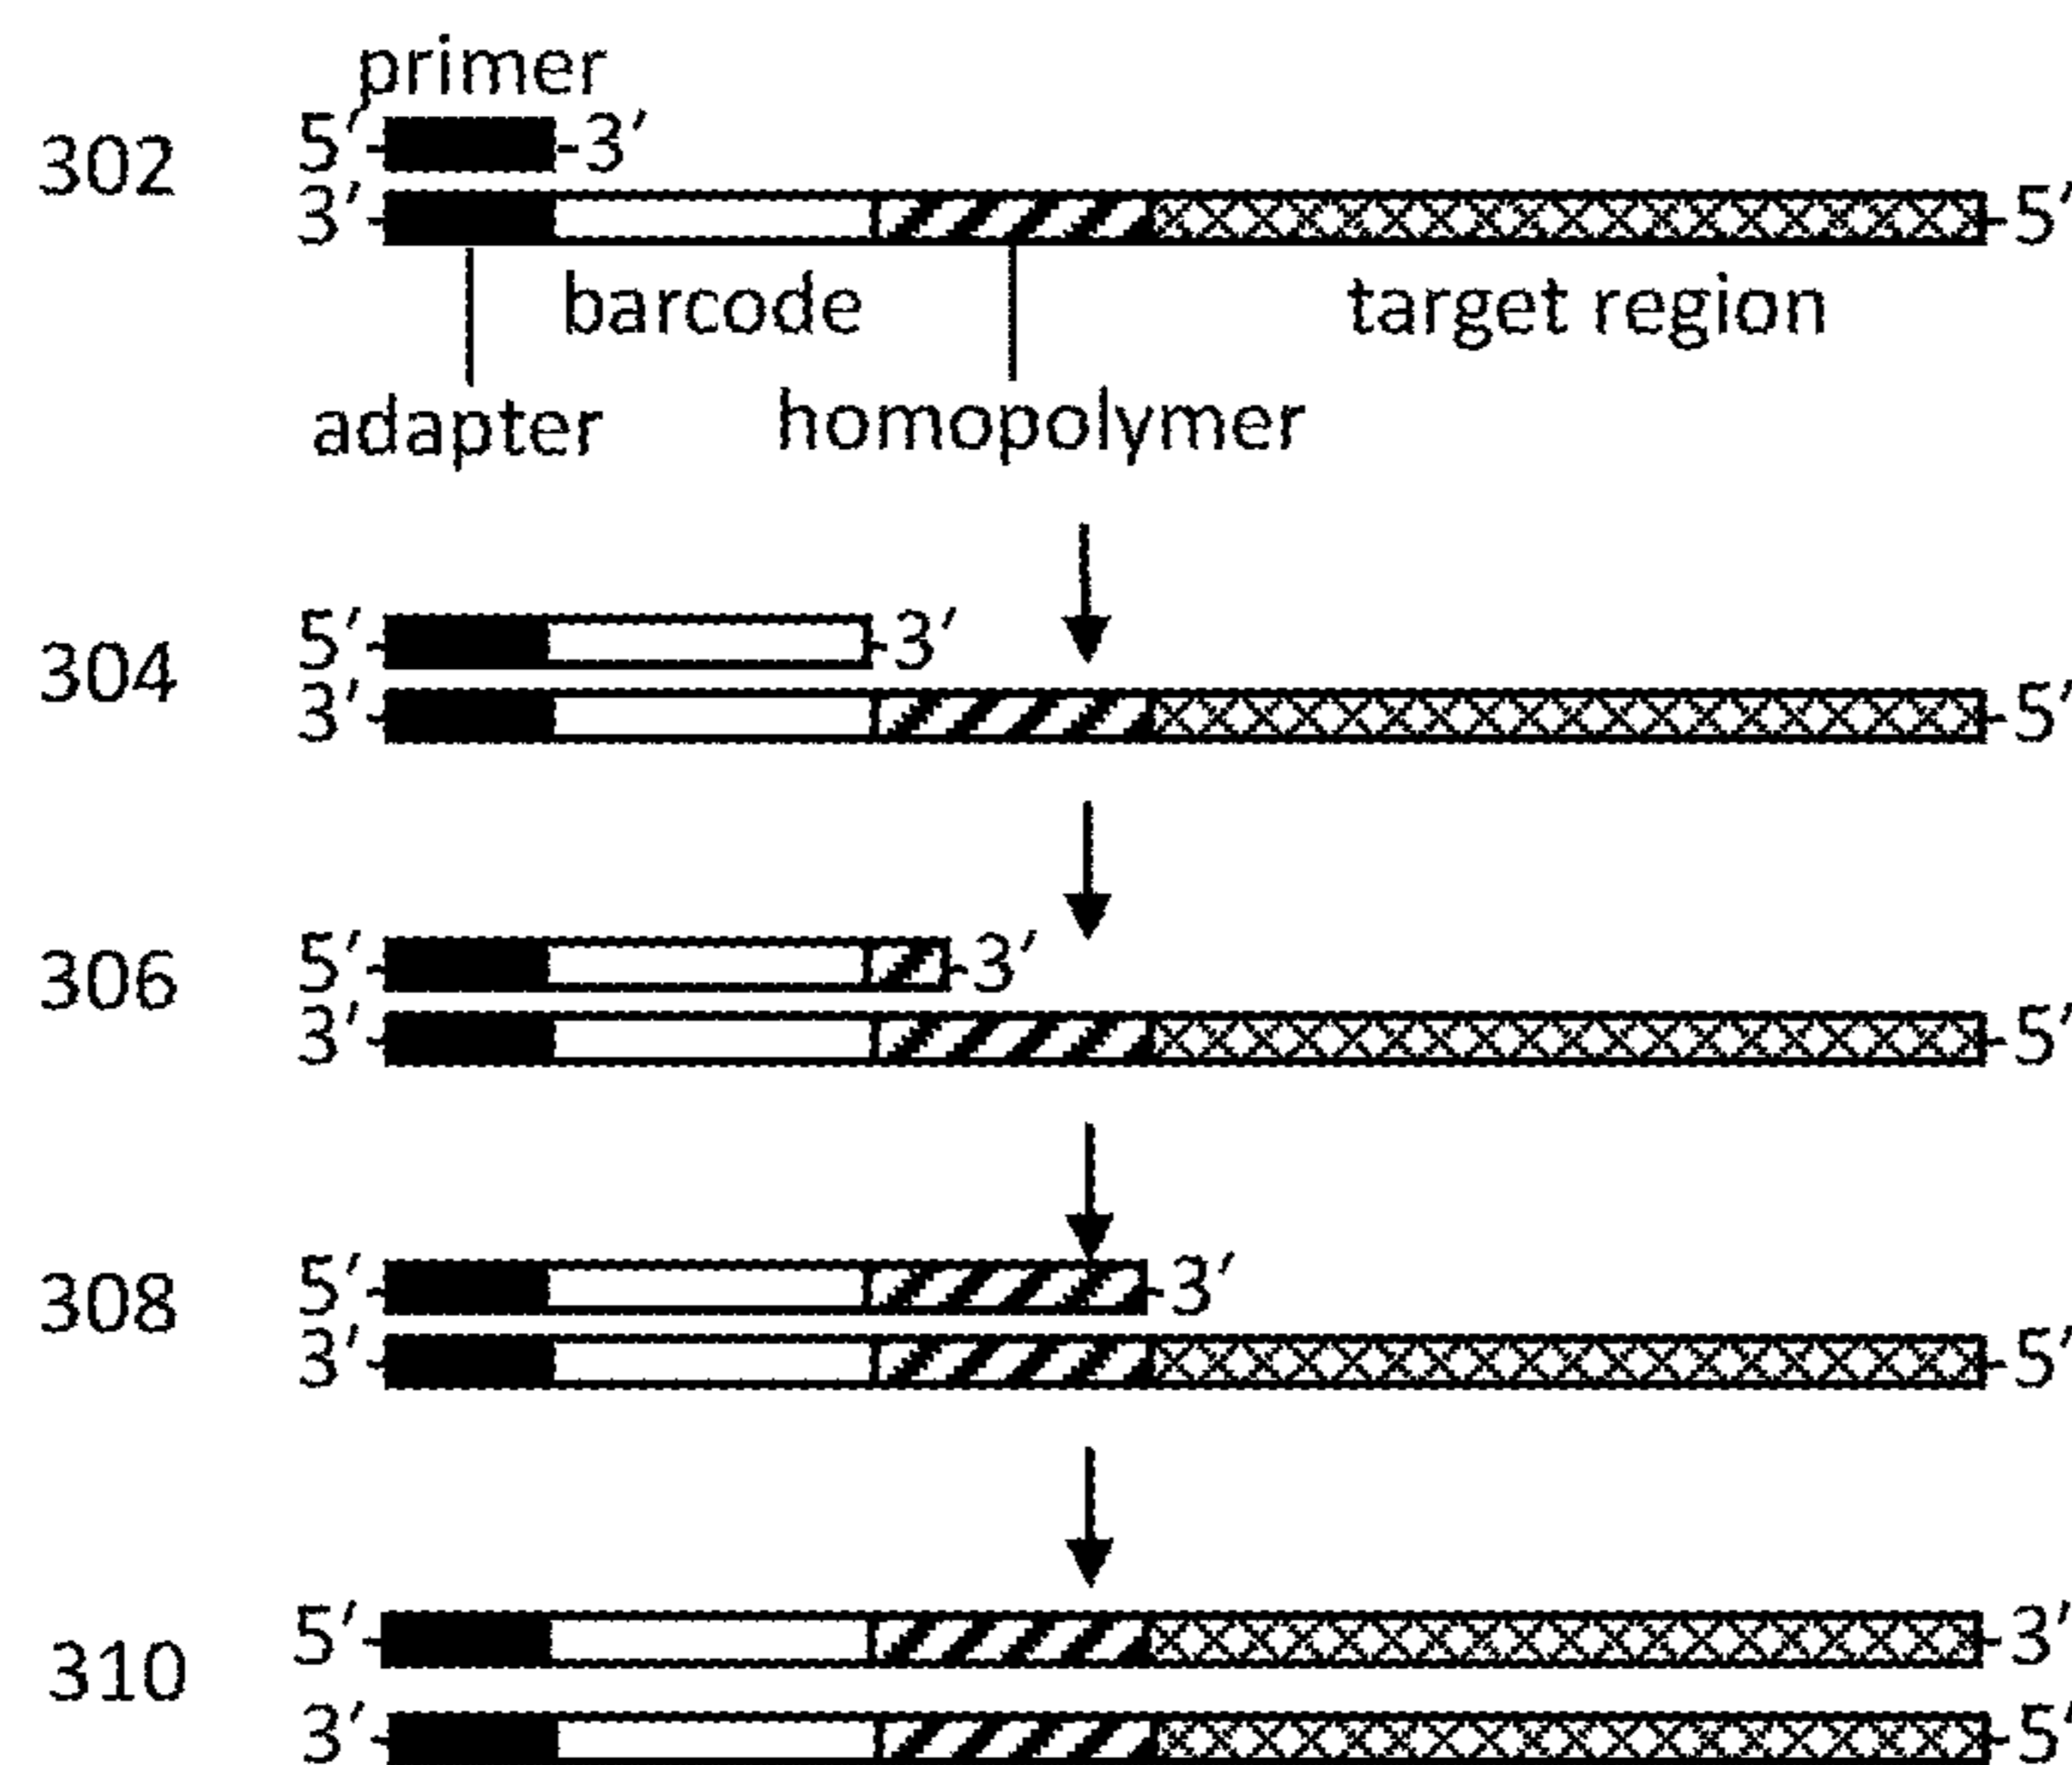 primer
302 5′ 3′
3′ 5′
barcode target region
adapter homopolymer
304 5′ 3′
3′ 5′
306 5′ 3′
3′ 5′
308 5′ 3′
3′ 5′
310 5′ 3′
3′ 5′